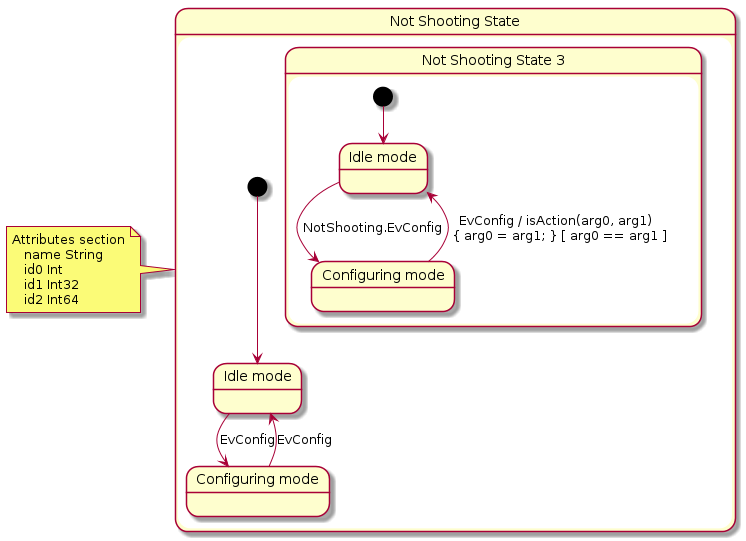 Not Shooting State
Not Shooting State 3
Idle mode
NotShooting.EvConfig
EvConfig / isAction(arg0, arg1)
{ arg0 = arg1; } [ arg0 == arg1 ]
Configuring mode
Attributes section
name String
id0 Int
id1 Int32
id2 Int64
Idle mode
EvConfig
EvConfig
Configuring mode